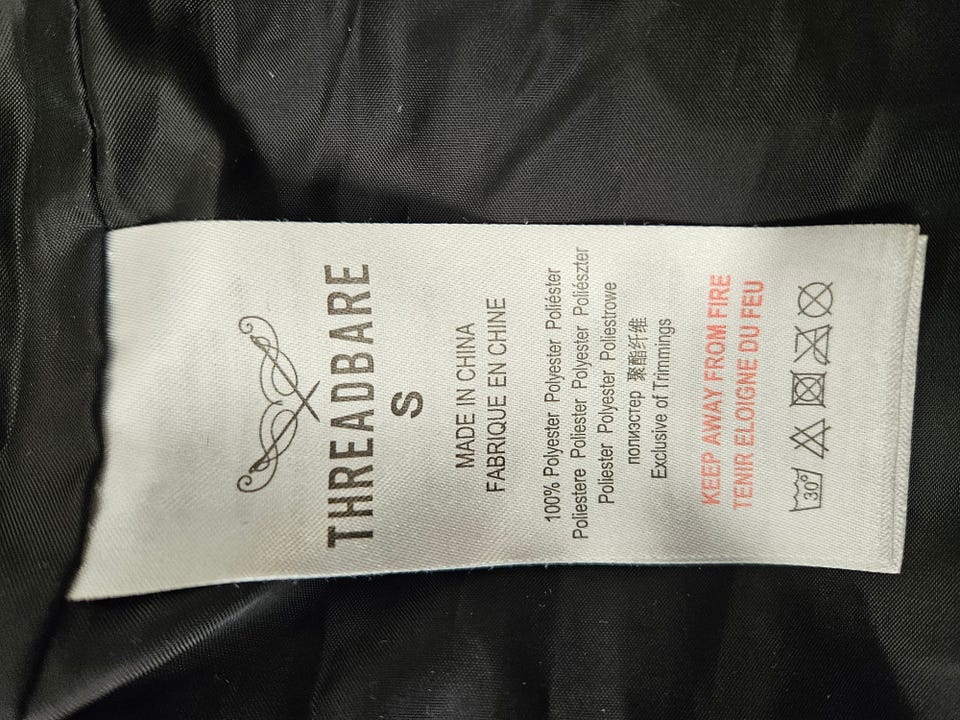 THREADBARE
S
MADE IN CHINA
FABRIQUE EN CHINE
100% Polyester Polyester Poliéster
Poliestere Poliester Polyester Poliészter
Poliester Polyester Poliestrowe
полиэстер 聚酯纤维
Exclusive of Trimmings
KEEP AWAY FROM FIRE
TENIR ELOIGNE DU FEU
30°